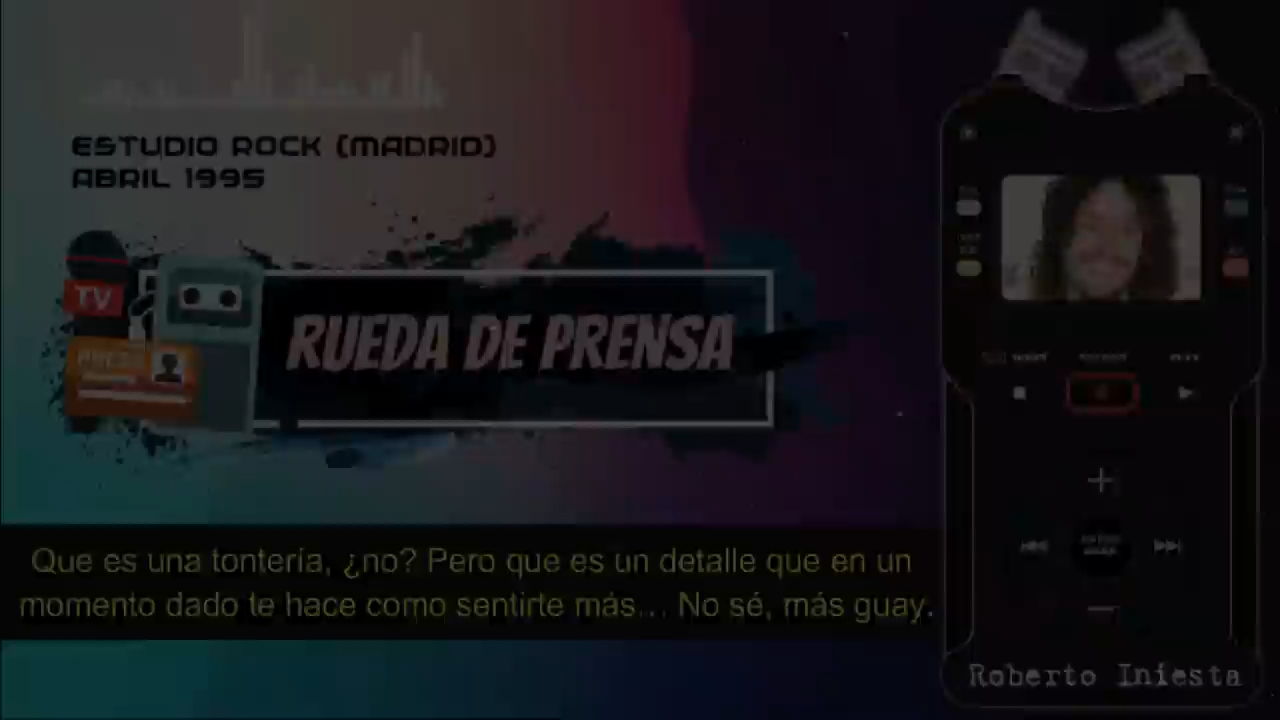 ESTUDIO ROCK (MADRID)
ABRIL 1995
TV
PRESS
RUEDA DE PRENSA
Que es una tontería, ¿no? Pero que es un detalle que en un
momento dado te hace como sentirte más... No sé, más guay.
Roberto Iniesta